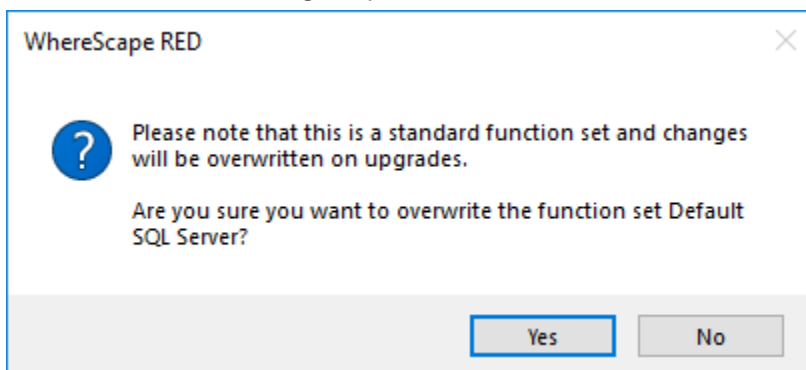 WhereScape RED
Please note that this is a standard function set and changes
will be overwritten on upgrades.
Are you sure you want to overwrite the function set Default
SQL Server?
Yes
No